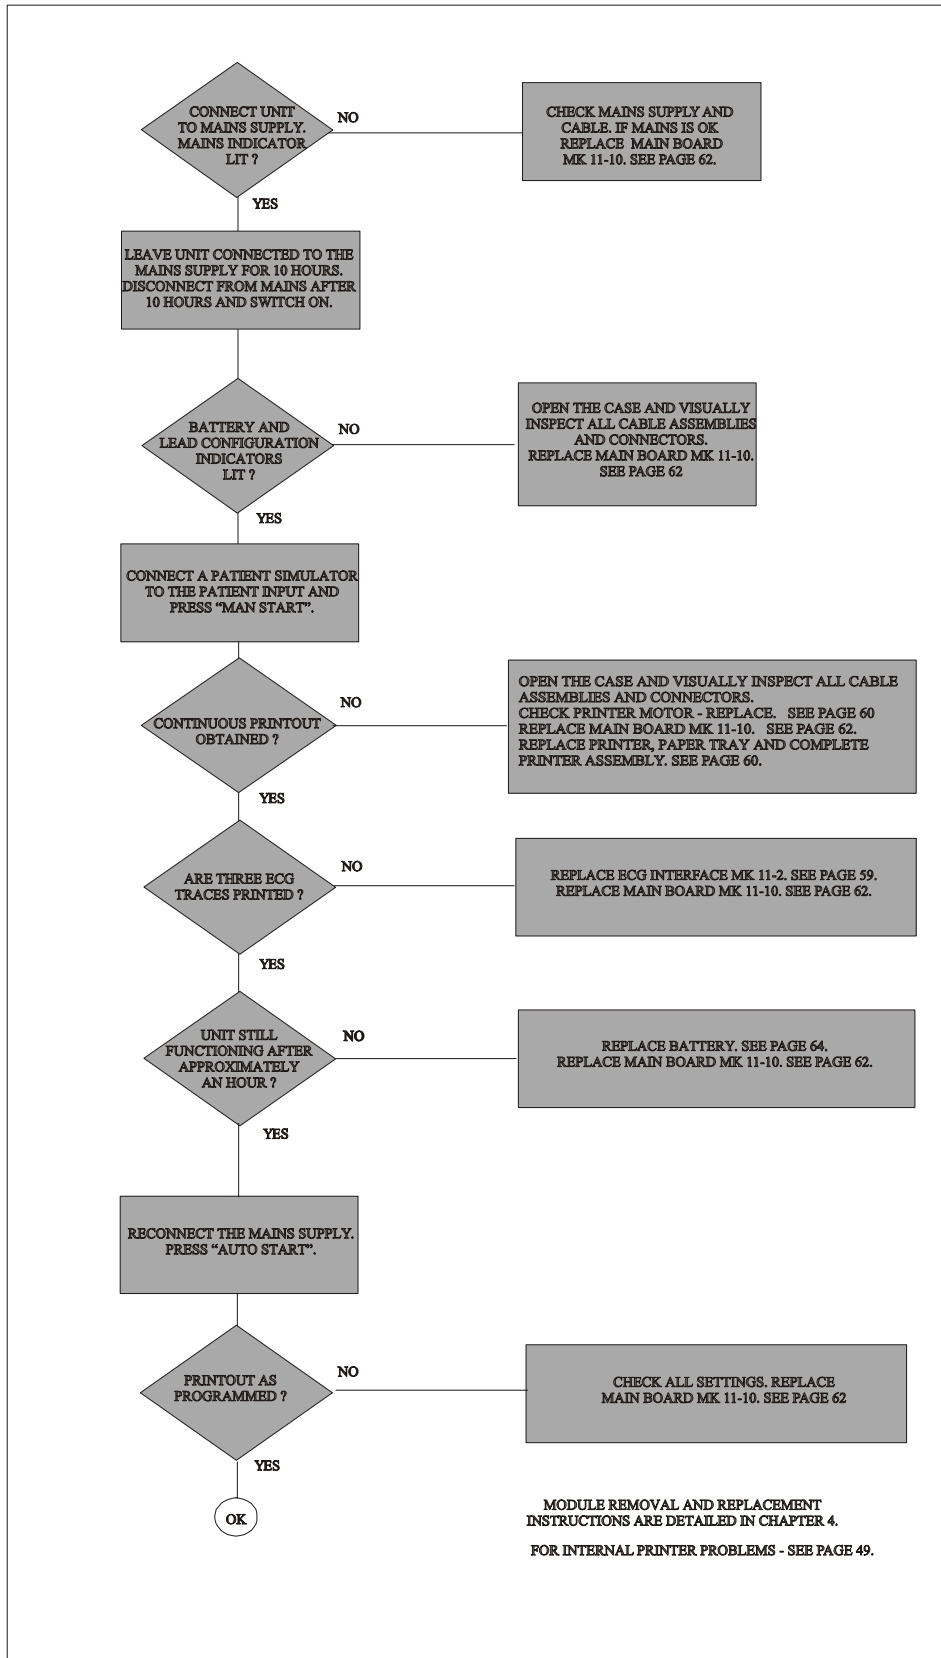 CONNECT UNIT
TO MAINS SUPPLY.
MAINS INDICATOR
LIT ?
NO
CHECK MAINS SUPPLY AND
CABLE. IF MAINS IS OK
REPLACE MAIN BOARD
MK 11-10. SEE PAGE 62.
YES
LEAVE UNIT CONNECTED TO THE
MAINS SUPPLY FOR 10 HOURS.
DISCONNECT FROM MAINS AFTER
10 HOURS AND SWITCH ON.
BATTERY AND
LEAD CONFIGURATION
INDICATORS
LIT ?
NO
OPEN THE CASE AND VISUALLY
INSPECT ALL CABLE ASSEMBLIES
AND CONNECTORS.
REPLACE MAIN BOARD MK 11-10.
SEE PAGE 62
YES
CONNECT A PATIENT SIMULATOR
TO THE PATIENT INPUT AND
PRESS “MAN START”.
CONTINUOUS PRINTOUT
OBTAINED ?
NO
OPEN THE CASE AND VISUALLY INSPECT ALL CABLE
ASSEMBLIES AND CONNECTORS.
CHECK PRINTER MOTOR - REPLACE. SEE PAGE 60
REPLACE MAIN BOARD MK 11-10. SEE PAGE 62.
REPLACE PRINTER, PAPER TRAY AND COMPLETE
PRINTER ASSEMBLY. SEE PAGE 60.
YES
ARE THREE ECG
TRACES PRINTED ?
NO
REPLACE ECG INTERFACE MK 11-2. SEE PAGE 59.
REPLACE MAIN BOARD MK 11-10. SEE PAGE 62.
YES
UNIT STILL
FUNCTIONING AFTER
APPROXIMATELY
AN HOUR ?
NO
REPLACE BATTERY. SEE PAGE 64.
REPLACE MAIN BOARD MK 11-10. SEE PAGE 62.
YES
RECONNECT THE MAINS SUPPLY.
PRESS “AUTO START”.
PRINTOUT AS
PROGRAMMED ?
NO
CHECK ALL SETTINGS. REPLACE
MAIN BOARD MK 11-10. SEE PAGE 62
YES
OK
MODULE REMOVAL AND REPLACEMENT
INSTRUCTIONS ARE DETAILED IN CHAPTER 4.
FOR INTERNAL PRINTER PROBLEMS - SEE PAGE 49.